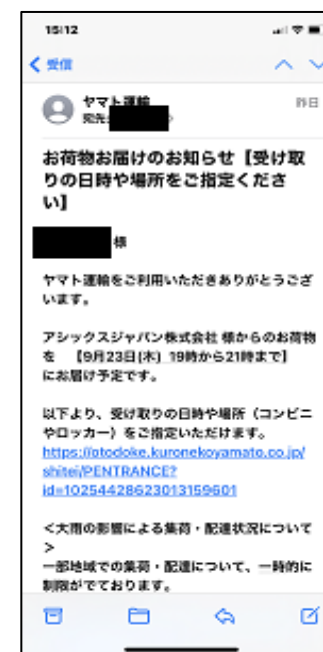 15:12
受信
ヤマト運輸
昨日
宛先:
お荷物お届けのお知らせ【受け取
りの日時や場所をご指定くださ
い】
様
ヤマト運輸をご利用いただきありがとうござ
います。
アシックスジャパン株式会社 様からのお荷物
を 【9月23日(木) 19時から21時まで】
にお届け予定です。
以下より、受け取りの日時や場所（コンビニ
やロッカー）をご指定いただけます。
https://otodoke.kuronekoyamato.co.jp/
shitei/PENTRANCE?
id=10254428623013159601
＜大雨の影響による集荷・配達状況について
＞
一部地域での集荷・配達について、一時的に
制限がでております。